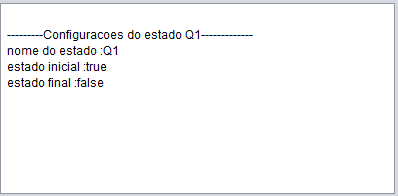 ---------Configuracoes do estado Q1-------------
nome do estado :Q1
estado inicial :true
estado final :false